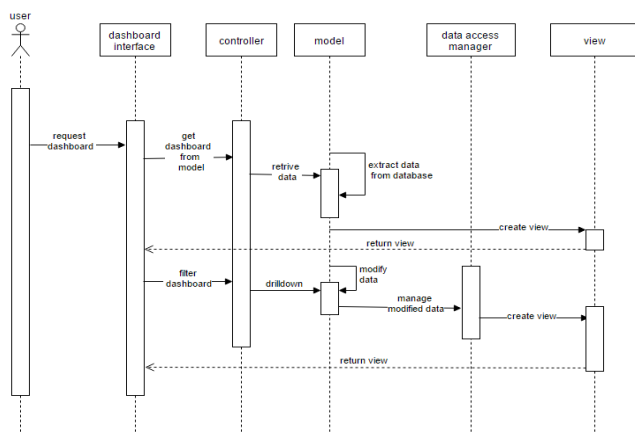 user
dashboard
interface
controller
model
data access
manager
view
request
dashboard
get
dashboard
from
model
retrive
data
extract data
from database
create view
return view
filter
dashboard
drilldown
modify
data
manage
modified data
create view
return view